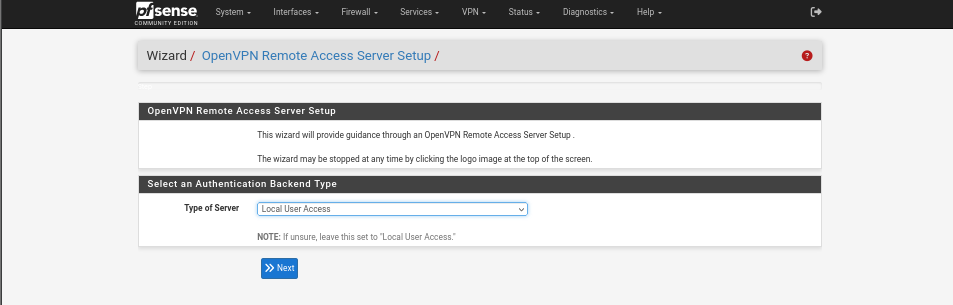 pfsense
COMMUNITY EDITION
System Interfaces Firewall Services VPN Status Diagnostics Help
Wizard / OpenVPN Remote Access Server Setup /
OpenVPN Remote Access Server Setup
This wizard will provide guidance through an OpenVPN Remote Access Server Setup .
The wizard may be stopped at any time by clicking the logo image at the top of the screen.
Select an Authentication Backend Type
Type of Server Local User Access
NOTE: If unsure, leave this set to "Local User Access."
Next